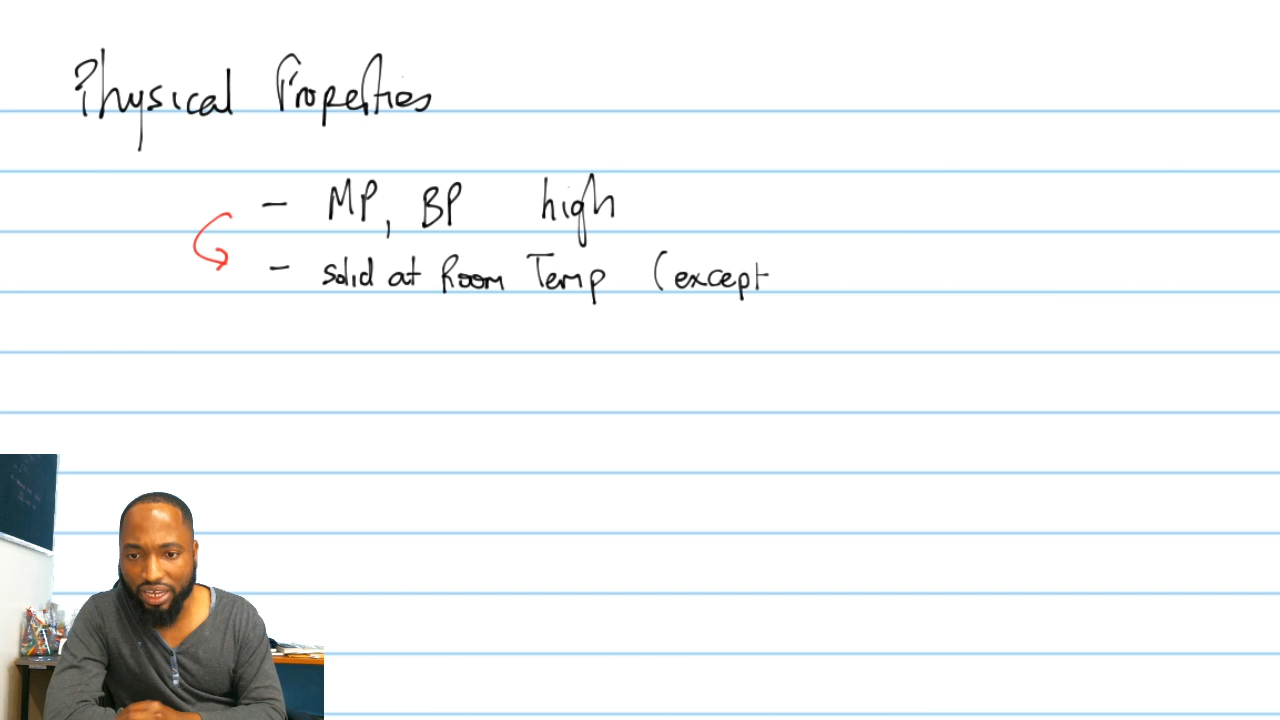 Physical Properties
- MP, BP high
- solid at Room Temp (except